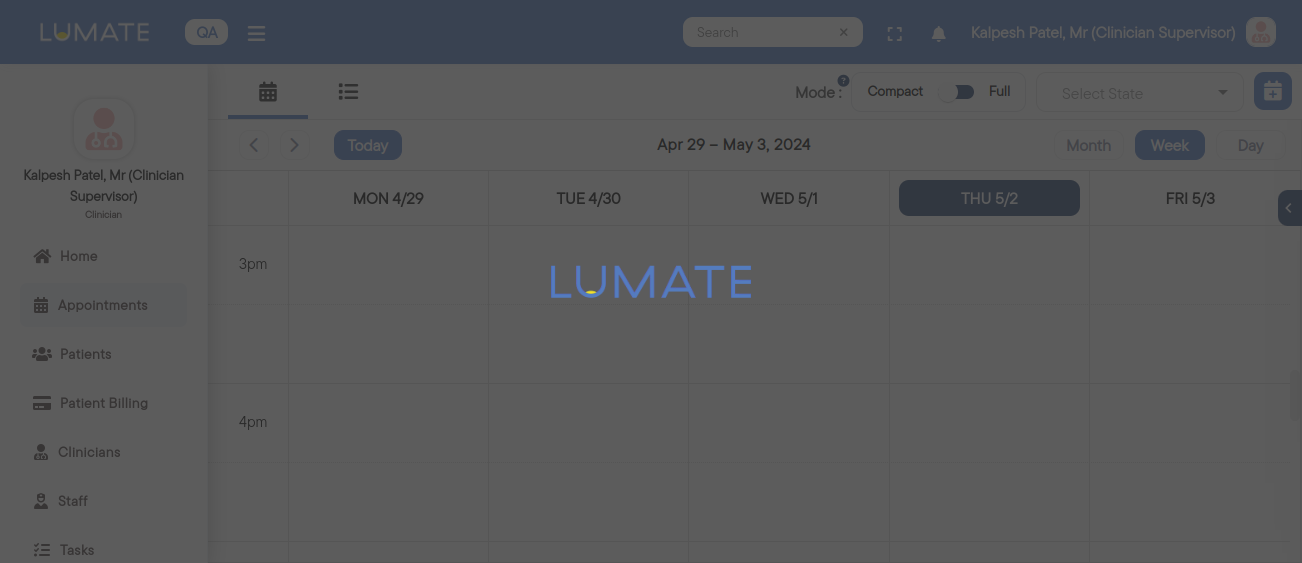 LUMATE
QA
Search
Kalpesh Patel, Mr (Clinician Supervisor)
Mode :
?
Compact
Full
Select State
Today
Apr 29 – May 3, 2024
Month
Week
Day
Kalpesh Patel, Mr (Clinician
Supervisor)
Clinician
MON 4/29
TUE 4/30
WED 5/1
THU 5/2
FRI 5/3
Home
3pm
LUMATE
Appointments
Patients
Patient Billing
4pm
Clinicians
Staff
Tasks